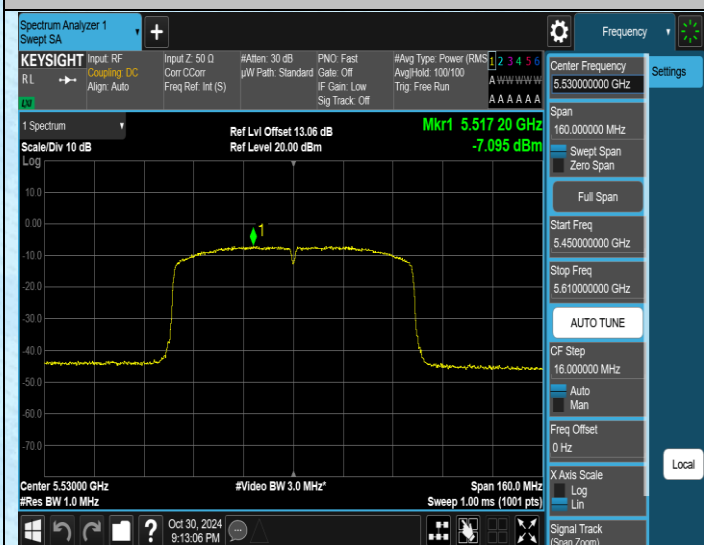 Spectrum Analyzer 1
Swept SA
+
Frequency
KEYSIGHT
R L
Input: RF
Coupling: DC
Align: Auto
Input Z: 50 Ω
Corr CCorr
Freq Ref: Int (S)
#Atten: 30 dB
µW Path: Standard
PNO: Fast
Gate: Off
IF Gain: Low
Sig Track: Off
#Avg Type: Power (RMS
Avg|Hold: 100/100
Trig: Free Run
1 2 3 4 5 6
A W W W W W
A A A A A A
1 Spectrum
Scale/Div 10 dB
Ref Lvl Offset 13.06 dB
Ref Level 20.00 dBm
Mkr1 5.517 20 GHz
-7.095 dBm
Log
10.0
0.00
-10.0
-20.0
-30.0
-40.0
-50.0
-60.0
-70.0
1
Center 5.53000 GHz
#Res BW 1.0 MHz
#Video BW 3.0 MHz*
Span 160.0 MHz
Sweep 1.00 ms (1001 pts)
Center Frequency
5.530000000 GHz
Settings
Span
160.000000 MHz
Swept Span
Zero Span
Full Span
Start Freq
5.450000000 GHz
Stop Freq
5.610000000 GHz
AUTO TUNE
CF Step
16.000000 MHz
Auto
Man
Freq Offset
0 Hz
X Axis Scale
Log
Lin
Signal Track
(Span Zoom)
Local
?
Oct 30, 2024
9:13:06 PM